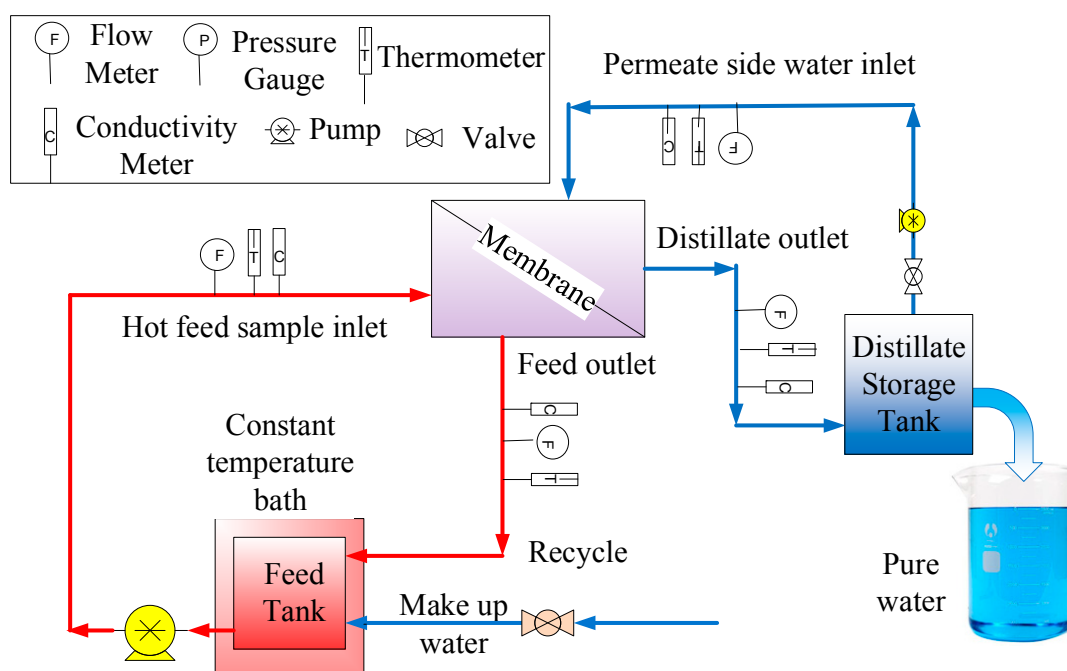 F
Flow
Meter
P
Pressure
Gauge
T
Thermometer
C
Conductivity
Meter
Pump
Valve
Permeate side water inlet
C
T
F
F
T
C
Hot feed sample inlet
Membrane
Distillate outlet
F
T
C
Distillate
Storage
Tank
Feed outlet
C
F
T
Constant
temperature
bath
Feed
Tank
Recycle
Make up
water
Pure
water